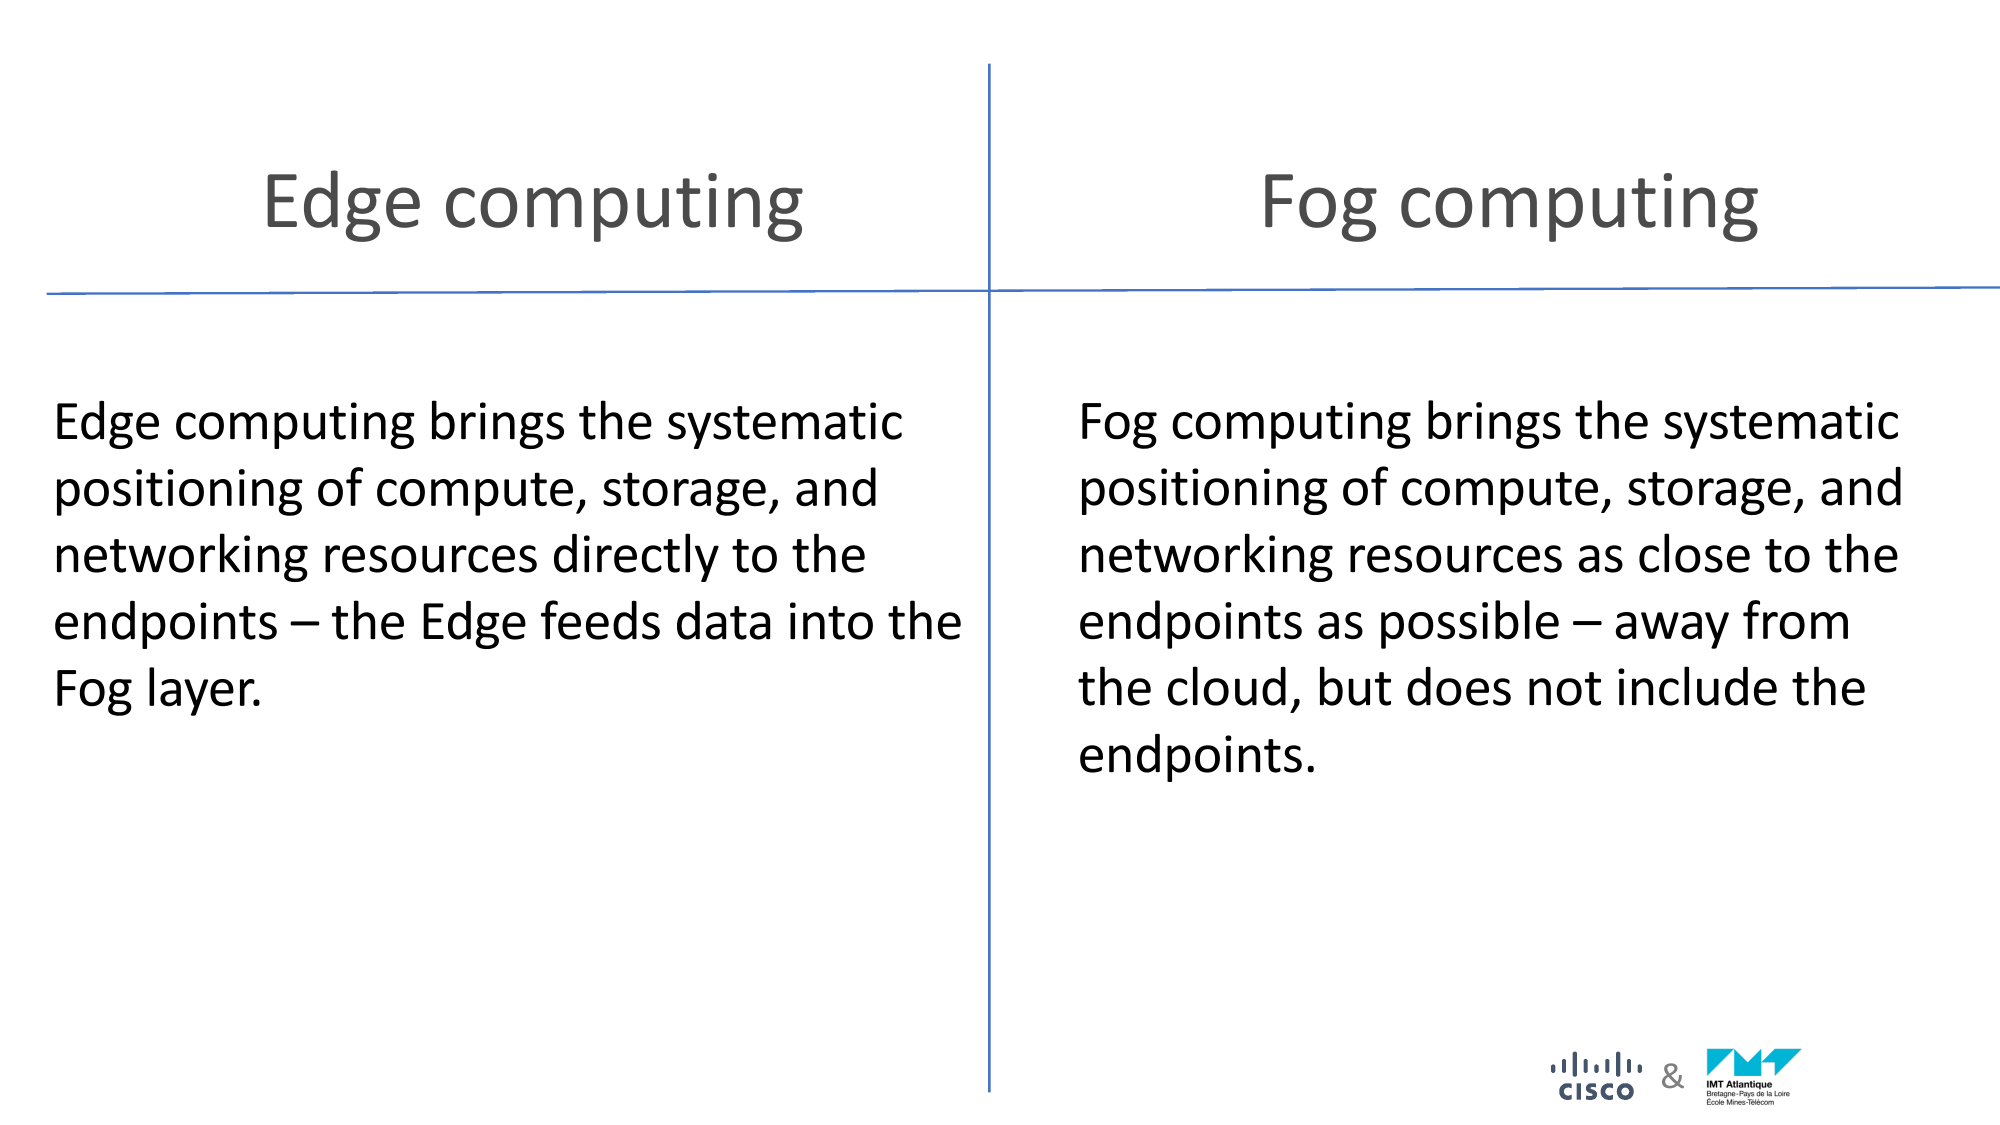 Edge computing
Fog computing
Edge computing brings the systematic
positioning of compute, storage, and
networking resources directly to the
endpoints – the Edge feeds data into the
Fog layer.
Fog computing brings the systematic
positioning of compute, storage, and
networking resources as close to the
endpoints as possible – away from
the cloud, but does not include the
endpoints.
CISCO
&
IMT Atlantique
Bretagne-Pays de la Loire
École Mines-Télécom